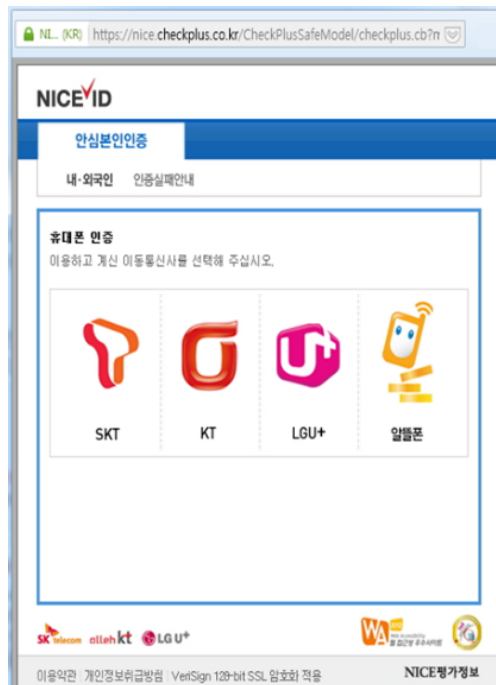 NI... (KR) https://nice.checkplus.co.kr/CheckPlusSafeModel/checkplus.cb?m
NICE ID
안심본인인증
내·외국인 인증실패안내
휴대폰 인증
이용하고 계신 이동통신사를 선택해 주십시오.
U+
SKT KT LGU+ 알뜰폰
SK telecom olleh kt LG U+ WA
이용약관 개인정보취급방침 VeriSign 128-bit SSL 암호화 적용 NICE평가정보